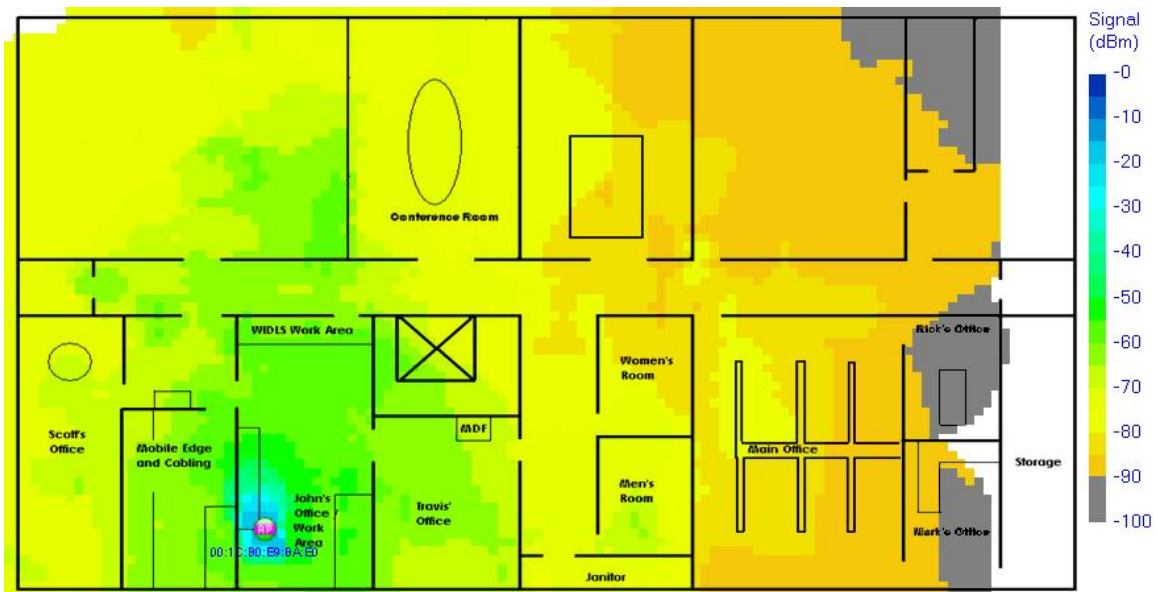 Signal
(dBm)
-0
-10
-20
-30
-40
-50
-60
-70
-80
-90
-100
Conference Room
WIDLS Work Area
Rick's Office
Women's
Room
Scott's
Office
Mobile Edge
and Cabling
MDF
Main Office
Storage
John's
Office /
Work
Area
Travis'
Office
Men's
Room
Mark's Office
AP
00:1C:B0:E9:BA:E0
Janitor